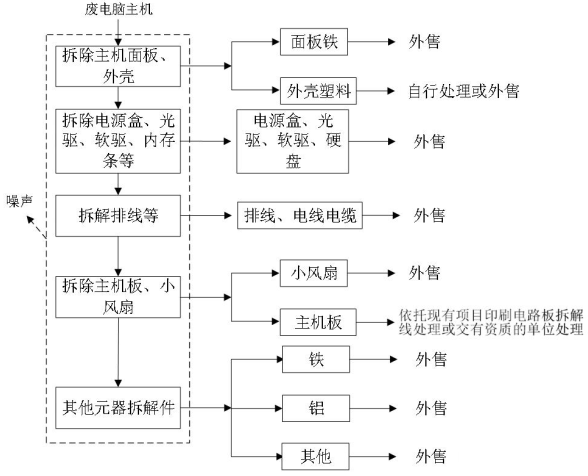 废电脑主机
拆除主机面板、
外壳
面板铁
外售
外壳塑料
自行处理或外售
拆除电源盒、光
驱、软驱、内存
条等
电源盒、光
驱、软驱、硬
盘
外售
噪声
拆解排线等
排线、电线电缆
外售
拆除主机板、小
风扇
小风扇
外售
主机板
依托现有项目印刷电路板拆解
线处理或交有资质的单位处理
铁
外售
其他元器拆解件
铝
外售
其他
外售